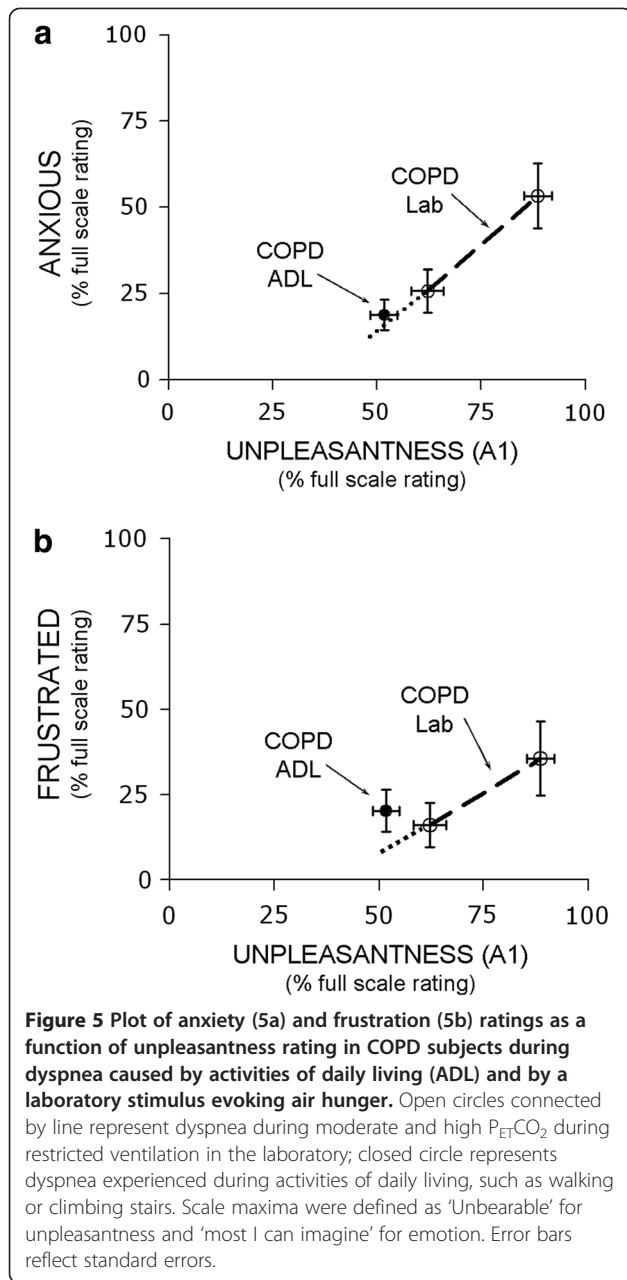 a
100
75
50
25
0
ANXIOUS
(% full scale rating)
COPD
Lab
COPD
ADL
0 25 50 75 100
UNPLEASANTNESS (A1)
(% full scale rating)
b
100
75
50
25
0
FRUSTRATED
(% full scale rating)
COPD
Lab
COPD
ADL
0 25 50 75 100
UNPLEASANTNESS (A1)
(% full scale rating)
Figure 5 Plot of anxiety (5a) and frustration (5b) ratings as a
function of unpleasantness rating in COPD subjects during
dyspnea caused by activities of daily living (ADL) and by a
laboratory stimulus evoking air hunger. Open circles connected
by line represent dyspnea during moderate and high PETCO2 during
restricted ventilation in the laboratory; closed circle represents
dyspnea experienced during activities of daily living, such as walking
or climbing stairs. Scale maxima were defined as 'Unbearable' for
unpleasantness and 'most I can imagine' for emotion. Error bars
reflect standard errors.